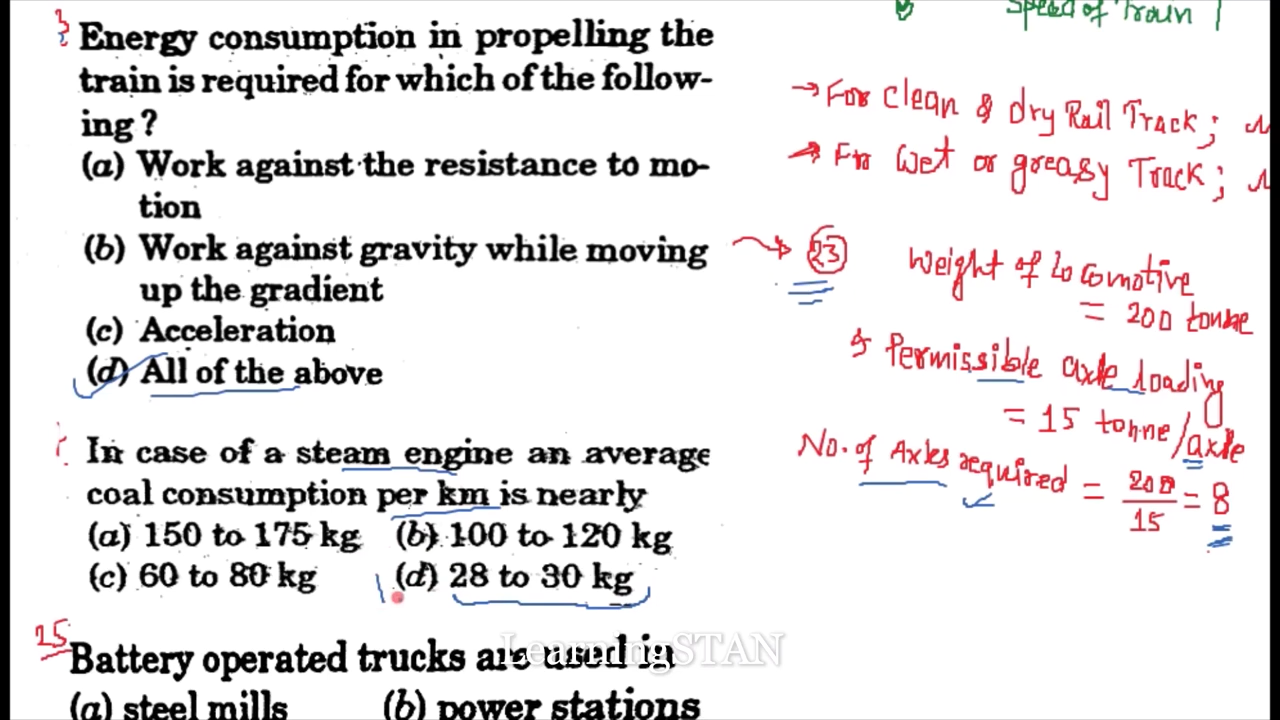 3
Energy consumption in propelling the
train is required for which of the follow-
ing ?
(a) Work against the resistance to mo-
tion
(b) Work against gravity while moving
up the gradient
(c) Acceleration
(d) All of the above
In case of a steam engine an average
coal consumption per km is nearly
(a) 150 to 175 kg (b) 100 to 120 kg
(c) 60 to 80 kg (d) 28 to 30 kg
25
Battery operated trucks are used in
(a) steel mills (b) power stations
Speed of Train
→ For Clean & dry Rail Track;
→ For Wet or greasy Track;
23 Weight of Locomotive
= 200 tonne
& Permissible axle loading
= 15 tonne/axle
No. of Axles required = 200/15 = 8
LearningSTAN